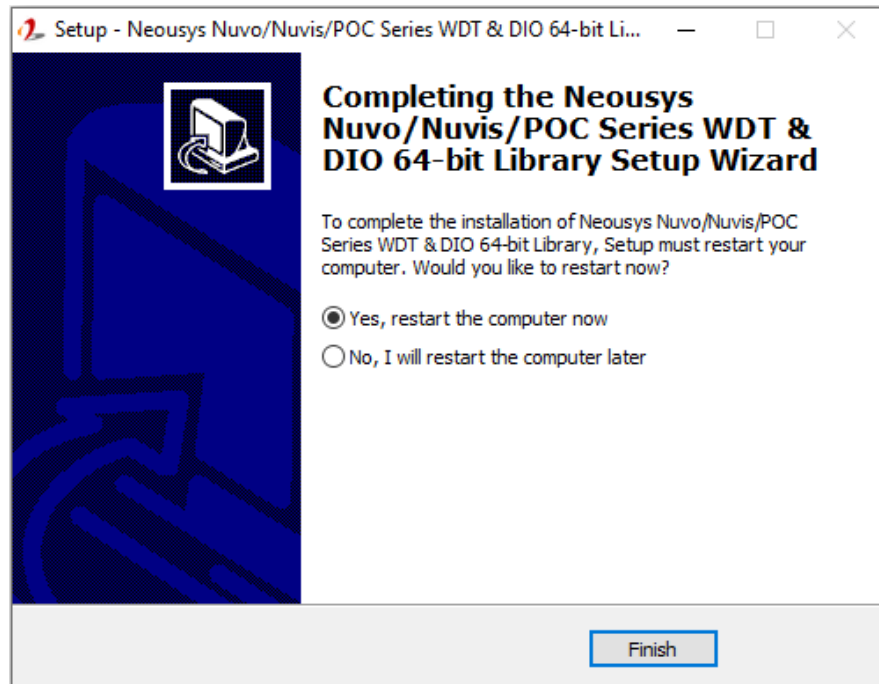 Setup - Neousys Nuvo/Nuvis/POC Series WDT & DIO 64-bit Li...
Completing the Neousys
Nuvo/Nuvis/POC Series WDT &
DIO 64-bit Library Setup Wizard
To complete the installation of Neousys Nuvo/Nuvis/POC
Series WDT & DIO 64-bit Library, Setup must restart your
computer. Would you like to restart now?
Yes, restart the computer now
No, I will restart the computer later
Finish